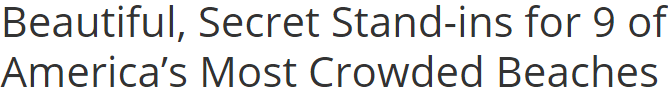 Beautiful, Secret Stand-ins for 9 of
America’s Most Crowded Beaches